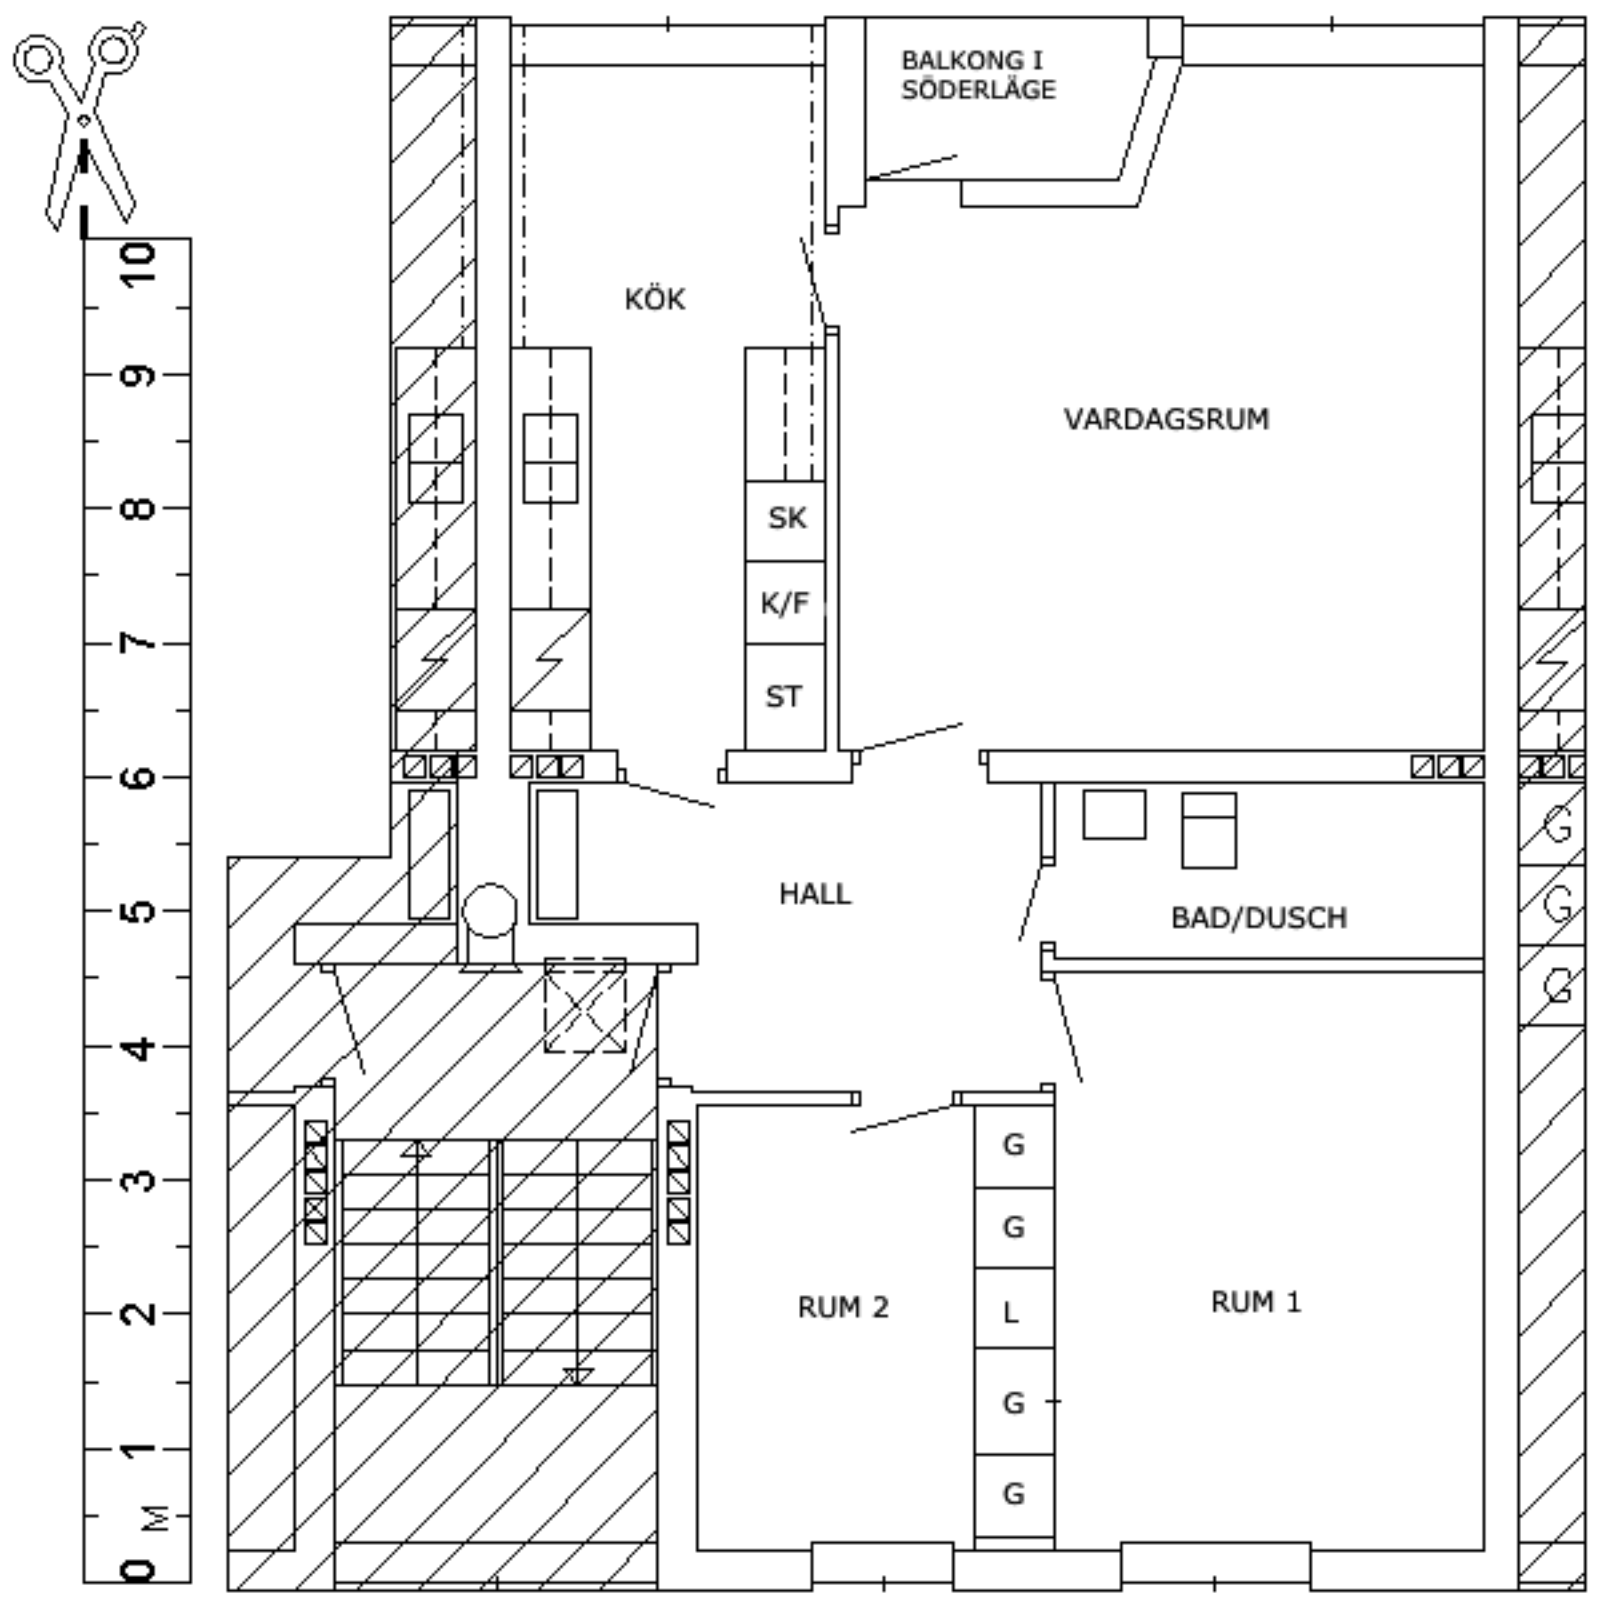 BALKONG I
SÖDERLÄGE
KÖK
VARDAGSRUM
SK
K/F
ST
HALL
BAD/DUSCH
G
G
G
G
G
L
G
G
RUM 2
RUM 1
10
9
8
7
6
5
4
3
2
1
M
0